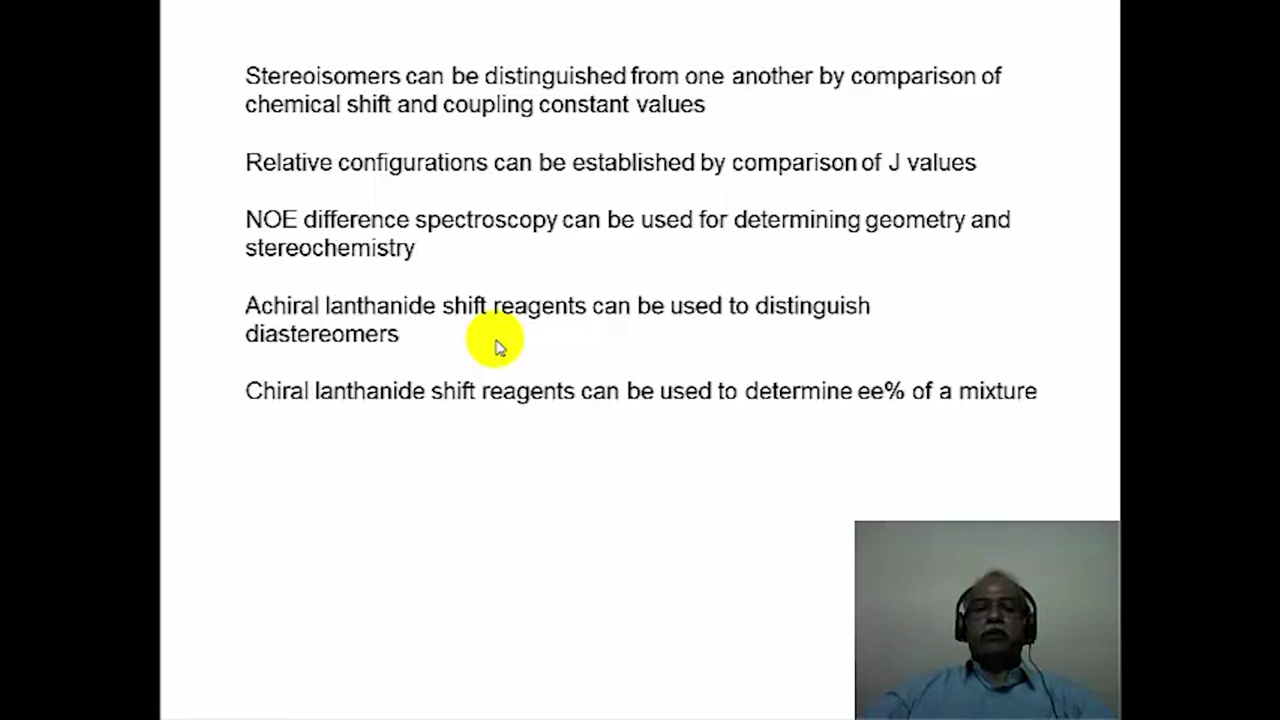 Stereoisomers can be distinguished from one another by comparison of
chemical shift and coupling constant values
Relative configurations can be established by comparison of J values
NOE difference spectroscopy can be used for determining geometry and
stereochemistry
Achiral lanthanide shift reagents can be used to distinguish
diastereomers
Chiral lanthanide shift reagents can be used to determine ee% of a mixture